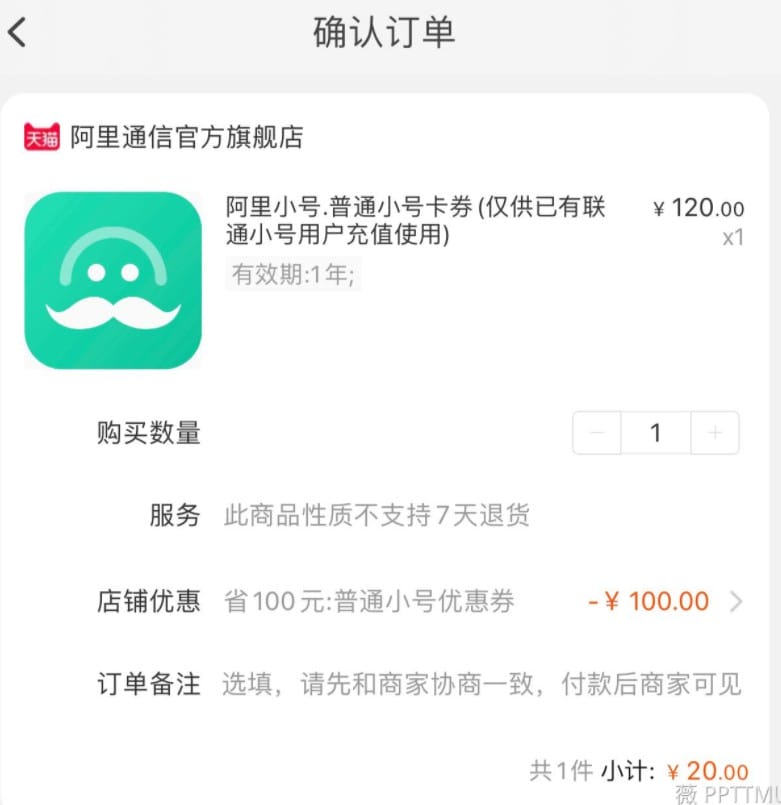 确认订单
天猫 阿里通信官方旗舰店
阿里小号.普通小号卡券(仅供已有联 ¥ 120.00
通小号用户充值使用) x1
有效期:1年;
购买数量 － 1 +
服务 此商品性质不支持7天退货
店铺优惠 省100元:普通小号优惠券 -¥ 100.00
订单备注 选填，请先和商家协商一致，付款后商家可见
共1件 小计: ¥ 20.00
薇 PPTTMU